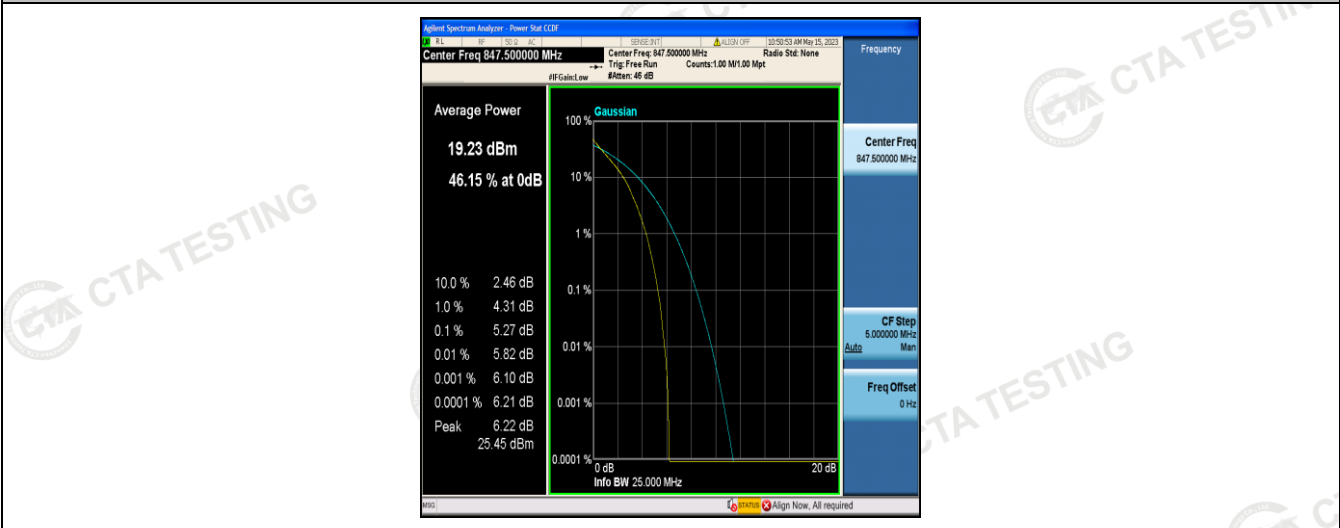 Agilent Spectrum Analyzer - Power Stat CCDF
RL RF 50 Ω AC SENSE:INT ALIGN OFF 10:50:53 AM May 15, 2023
Center Freq 847.500000 MHz
Center Freq: 847.500000 MHz Radio Std: None
Trig: Free Run Counts:1.00 M/1.00 Mpt
#IFGain:Low #Atten: 46 dB
Frequency
Average Power
19.23 dBm
46.15 % at 0dB
10.0 % 2.46 dB
1.0 % 4.31 dB
0.1 % 5.27 dB
0.01 % 5.82 dB
0.001 % 6.10 dB
0.0001 % 6.21 dB
Peak 6.22 dB
25.45 dBm
Gaussian
100 %
10 %
1 %
0.1 %
0.01 %
0.001 %
0.0001 %
0 dB 20 dB
Info BW 25.000 MHz
Center Freq
847.500000 MHz
CF Step
5.000000 MHz
Auto Man
Freq Offset
0 Hz
MSG STATUS Align Now, All required
CTA TESTING
CTA TESTING
CTA TESTING